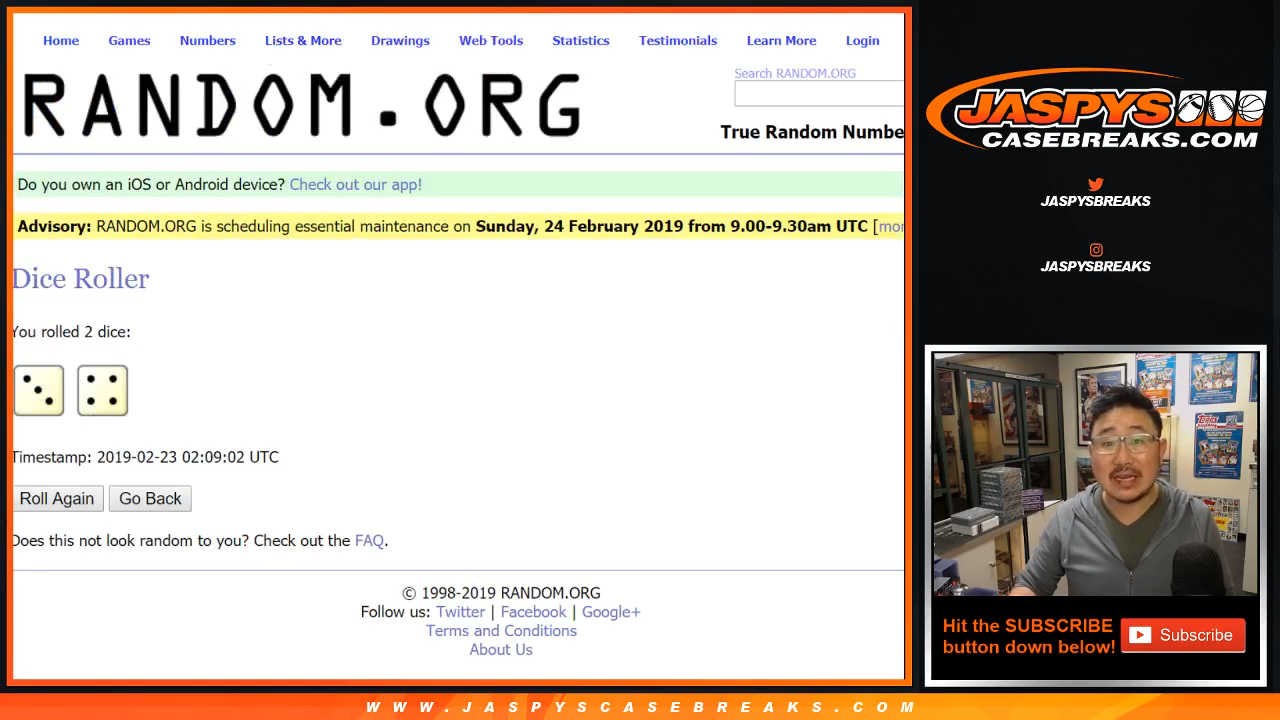 Home Games Numbers Lists & More Drawings Web Tools Statistics Testimonials Learn More Login
RANDOM.ORG
Search RANDOM.ORG
True Random Numbe
Do you own an iOS or Android device? Check out our app!
Advisory: RANDOM.ORG is scheduling essential maintenance on Sunday, 24 February 2019 from 9.00-9.30am UTC [mor
Dice Roller
You rolled 2 dice:
Timestamp: 2019-02-23 02:09:02 UTC
Roll Again Go Back
Does this not look random to you? Check out the FAQ.
© 1998-2019 RANDOM.ORG
Follow us: Twitter | Facebook | Google+
Terms and Conditions
About Us
JASPYS
CASEBREAKS.COM
JASPYSBREAKS
JASPYSBREAKS
Hit the SUBSCRIBE
button down below!
Subscribe
WWW.JASPYSCASEBREAKS.COM